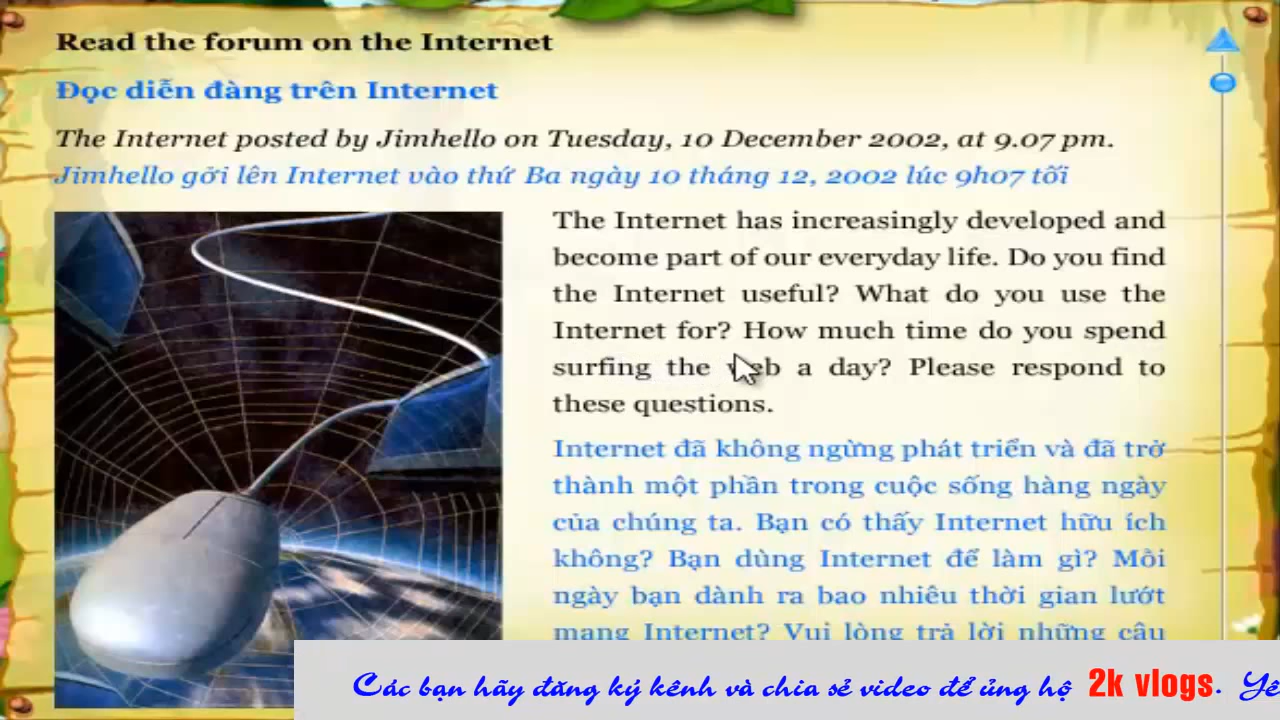 Read the forum on the Internet
Đọc diễn đàng trên Internet
The Internet posted by Jimhello on Tuesday, 10 December 2002, at 9.07 pm.
Jimhello gởi lên Internet vào thứ Ba ngày 10 tháng 12, 2002 lúc 9h07 tối
The Internet has increasingly developed and
become part of our everyday life. Do you find
the Internet useful? What do you use the
Internet for? How much time do you spend
surfing the web a day? Please respond to
these questions.
Internet đã không ngừng phát triển và đã trở
thành một phần trong cuộc sống hàng ngày
của chúng ta. Bạn có thấy Internet hữu ích
không? Bạn dùng Internet để làm gì? Mỗi
ngày bạn dành ra bao nhiêu thời gian lướt
mạng Internet? Vui lòng trả lời những câu
Các bạn hãy đăng ký kênh và chia sẻ video để ủng hộ 2k vlogs. Yê